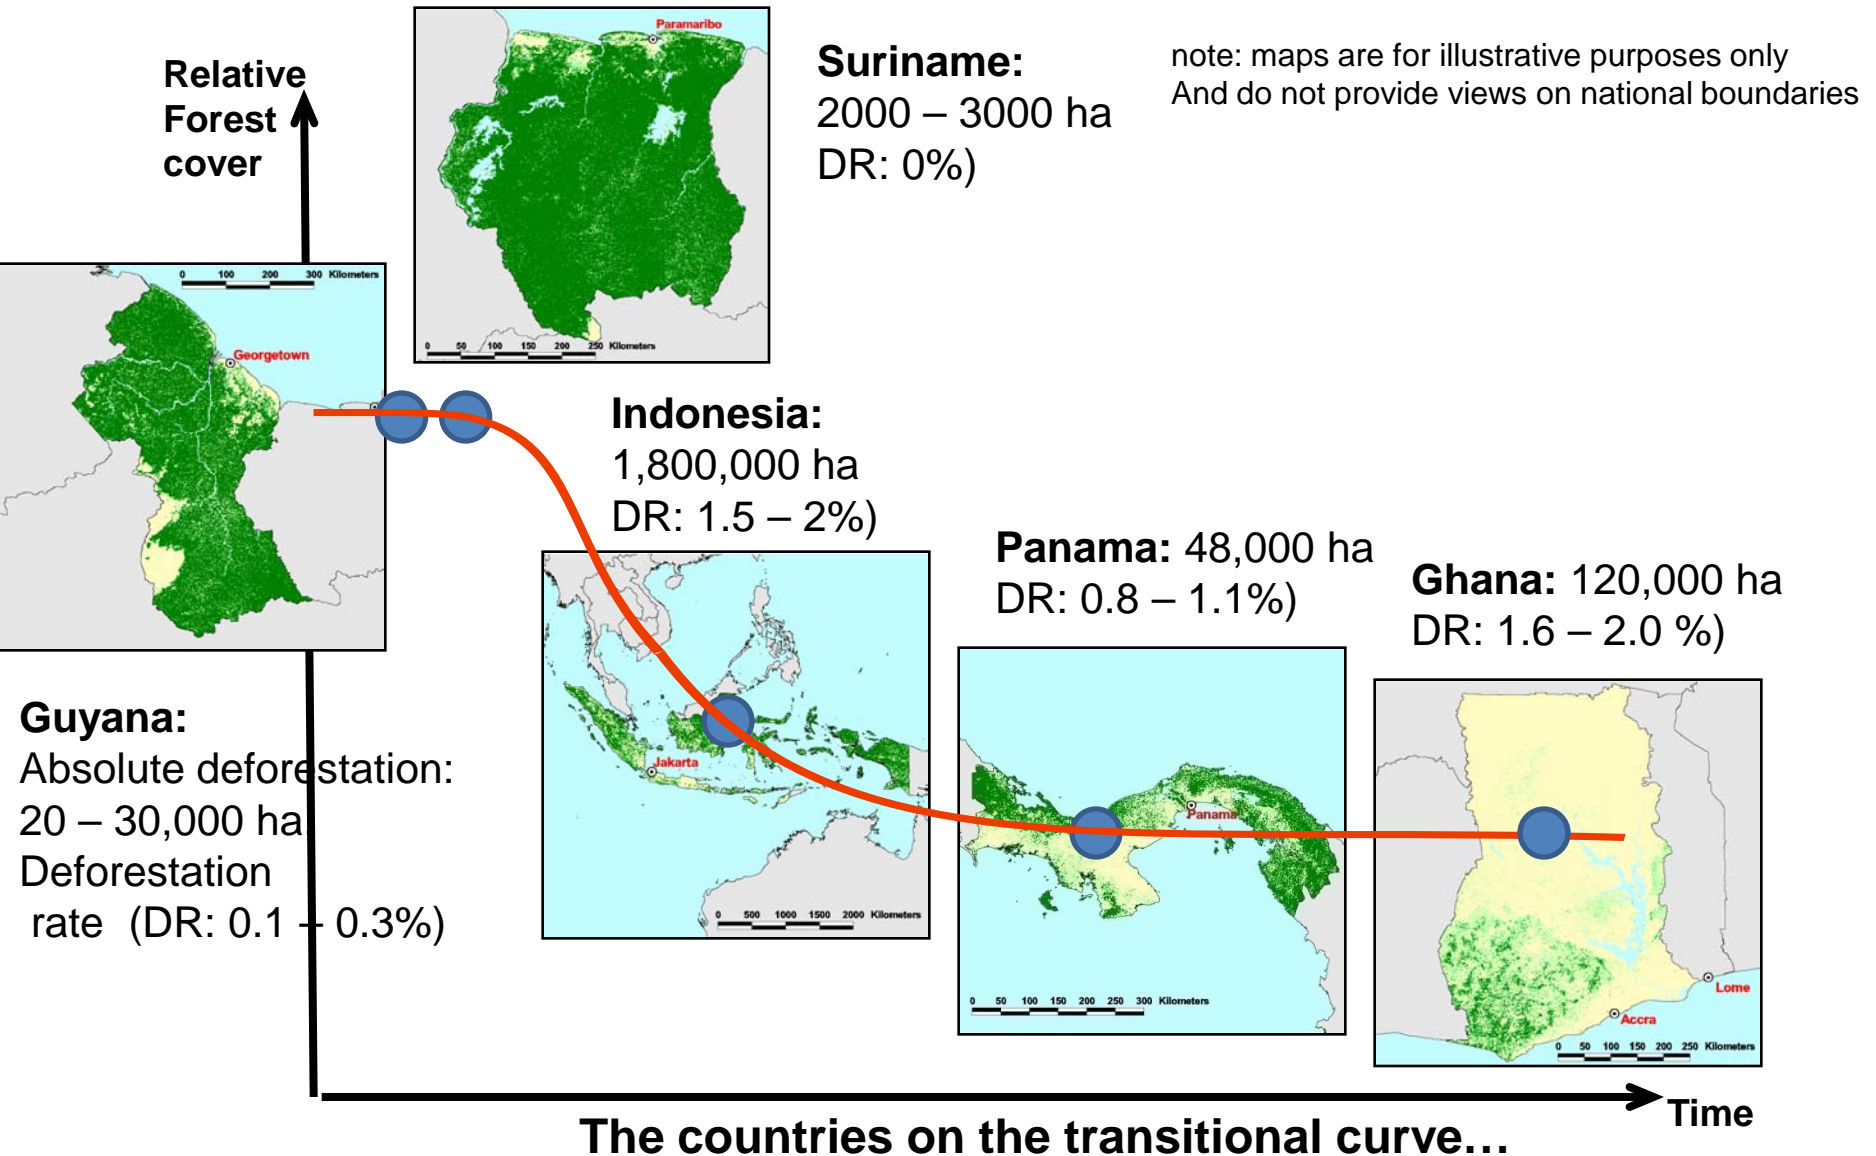 Relative
Forest
cover
Paramaribo
0 50 100 150 200 250 Kilometers
Suriname:
2000 – 3000 ha
DR: 0%)
note: maps are for illustrative purposes only
And do not provide views on national boundaries
0 100 200 300 Kilometers
Georgetown
Guyana:
Absolute deforestation:
20 – 30,000 ha
Deforestation
rate (DR: 0.1 – 0.3%)
Indonesia:
1,800,000 ha
DR: 1.5 – 2%)
Jakarta
0 500 1000 1500 2000 Kilometers
Panama: 48,000 ha
DR: 0.8 – 1.1%)
Panama
0 50 100 150 200 250 300 Kilometers
Ghana: 120,000 ha
DR: 1.6 – 2.0 %)
Lome
Accra
0 50 100 150 200 250 Kilometers
Time
The countries on the transitional curve…